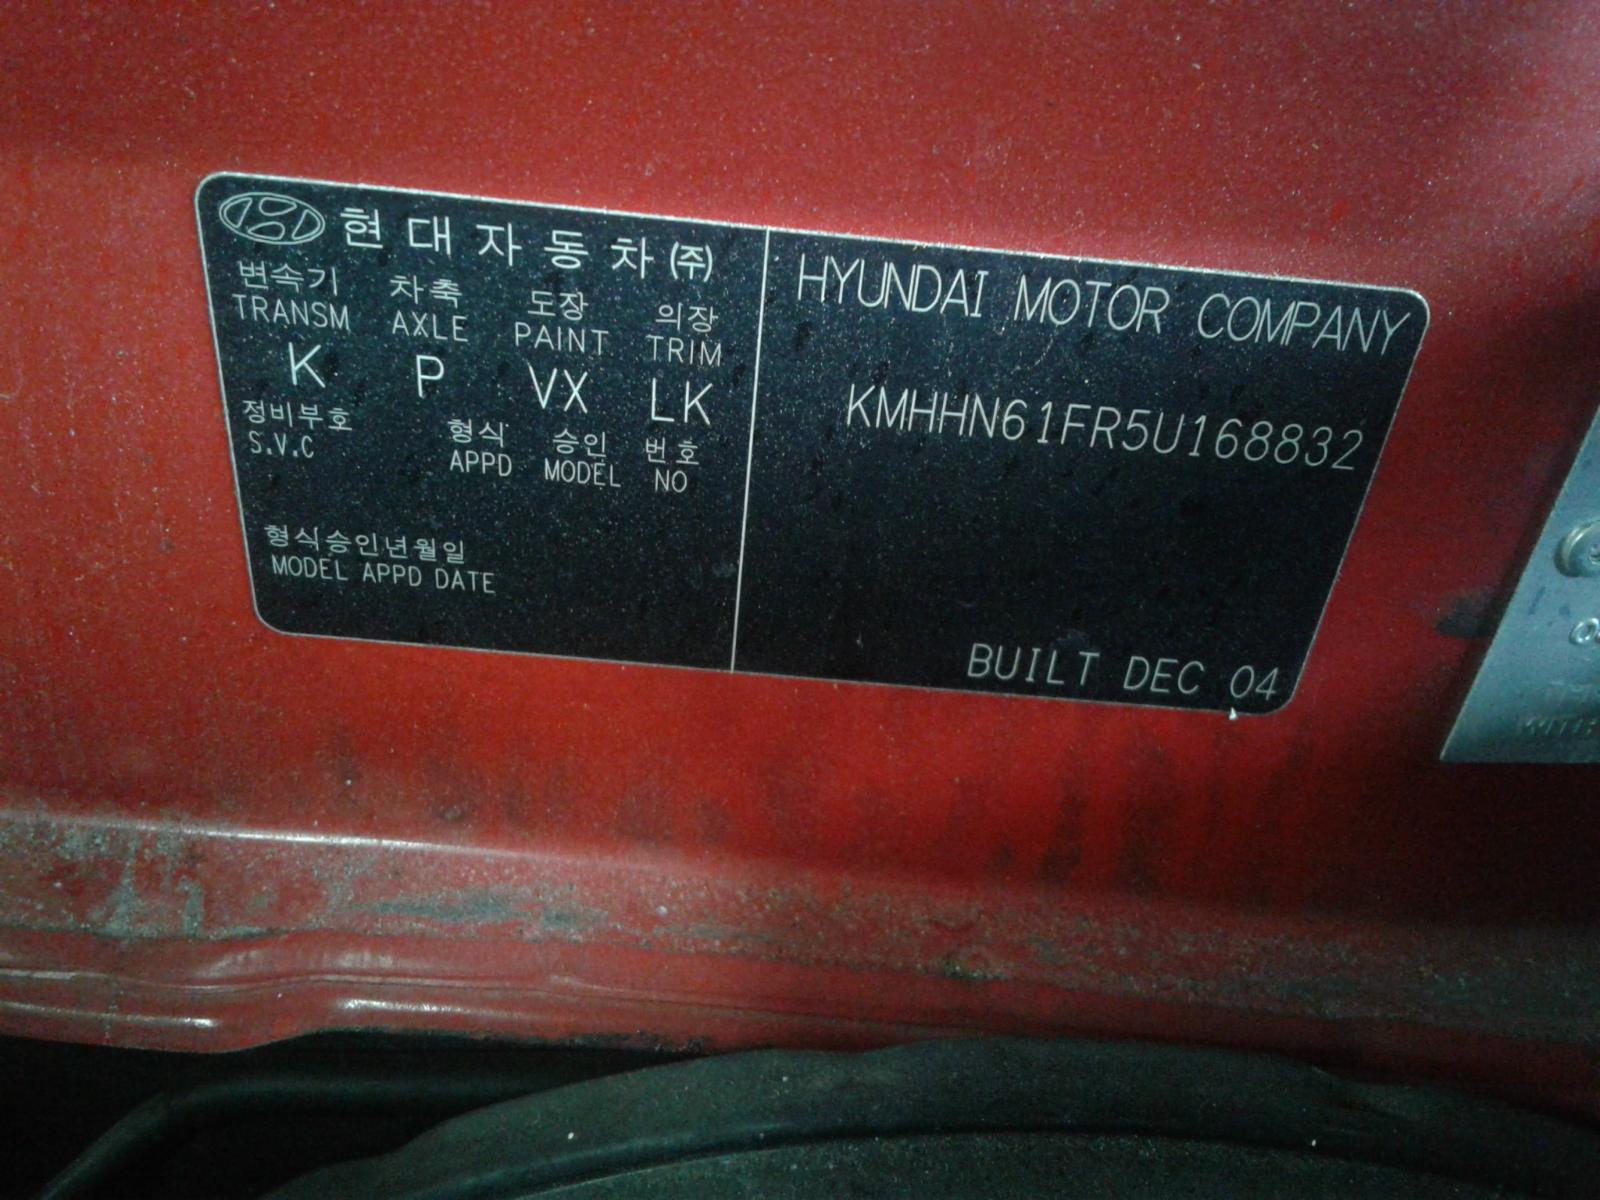 현대자동차㈜
변속기 차축 도장 의장
TRANSM AXLE PAINT TRIM
K P VX LK
정비부호 형식 승인 번호
S.V.C APPD MODEL NO
형식승인년월일
MODEL APPD DATE
HYUNDAI MOTOR COMPANY
KMHHN61FR5U168832
BUILT DEC 04